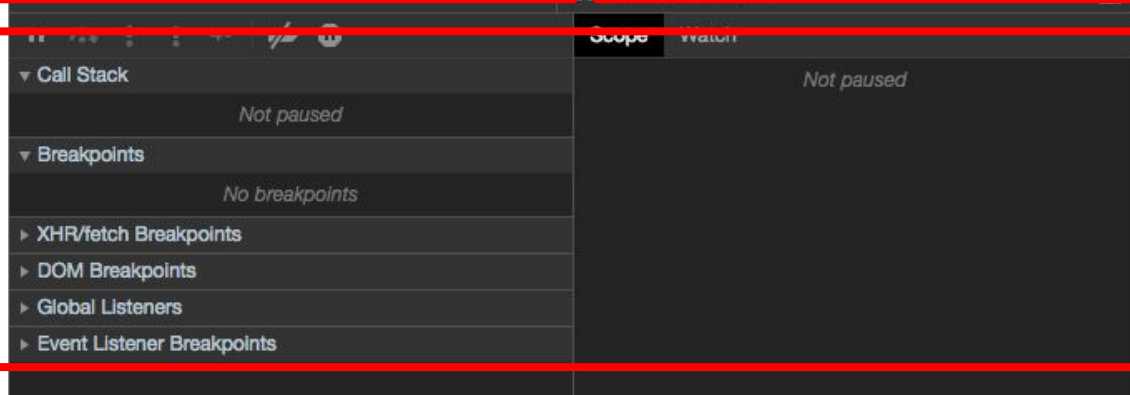 Scope Watch
Call Stack
Not paused
Not paused
Breakpoints
No breakpoints
XHR/fetch Breakpoints
DOM Breakpoints
Global Listeners
Event Listener Breakpoints